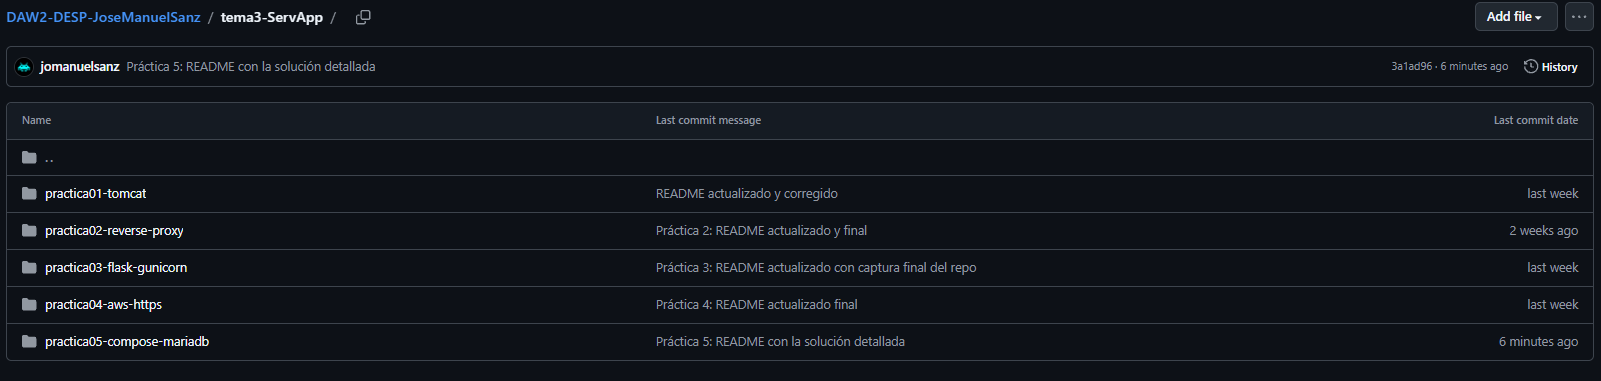 DAW2-DESP-JoseManuelSanz / tema3-ServApp /
Add file
jomanuelsanz Práctica 5: README con la solución detallada
3a1ad96 · 6 minutes ago
History
Name Last commit message Last commit date
..
practica01-tomcat README actualizado y corregido last week
practica02-reverse-proxy Práctica 2: README actualizado y final 2 weeks ago
practica03-flask-gunicorn Práctica 3: README actualizado con captura final del repo last week
practica04-aws-https Práctica 4: README actualizado final last week
practica05-compose-mariadb Práctica 5: README con la solución detallada 6 minutes ago